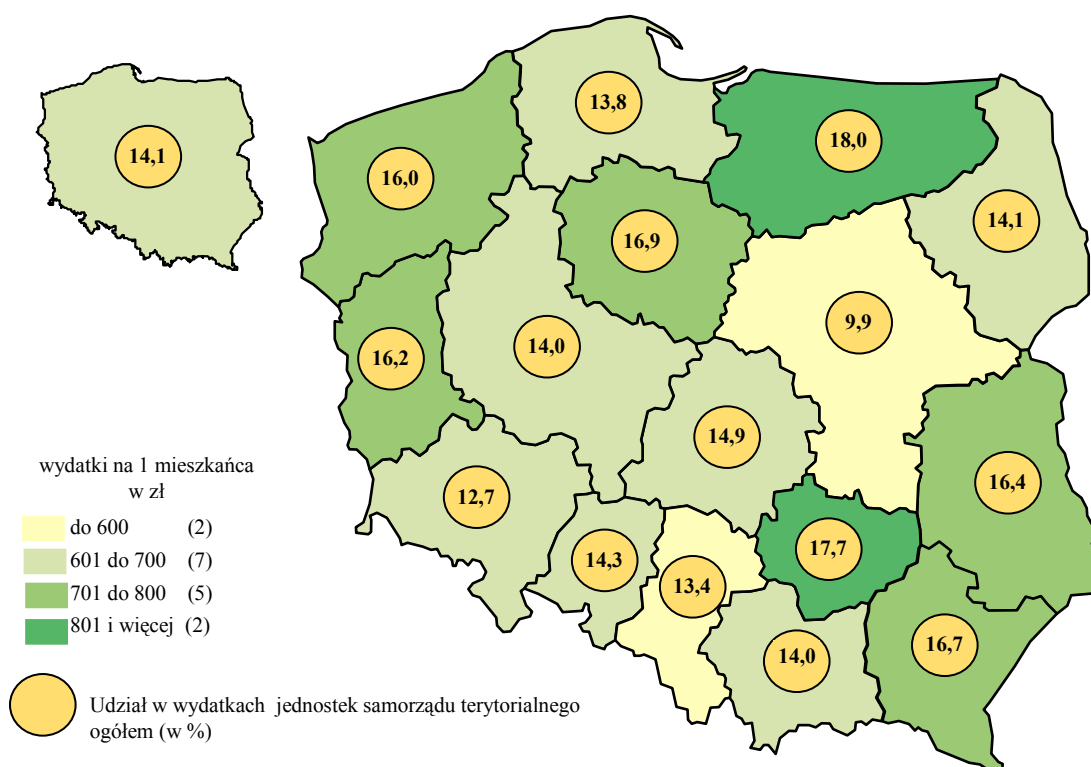 14,1
13,8
18,0
16,0
14,1
16,9
9,9
16,2
14,0
14,9
16,4
12,7
14,3
17,7
13,4
14,0
16,7
wydatki na 1 mieszkańca
w zł
do 600 (2)
601 do 700 (7)
701 do 800 (5)
801 i więcej (2)
Udział w wydatkach jednostek samorządu terytorialnego
ogółem (w %)